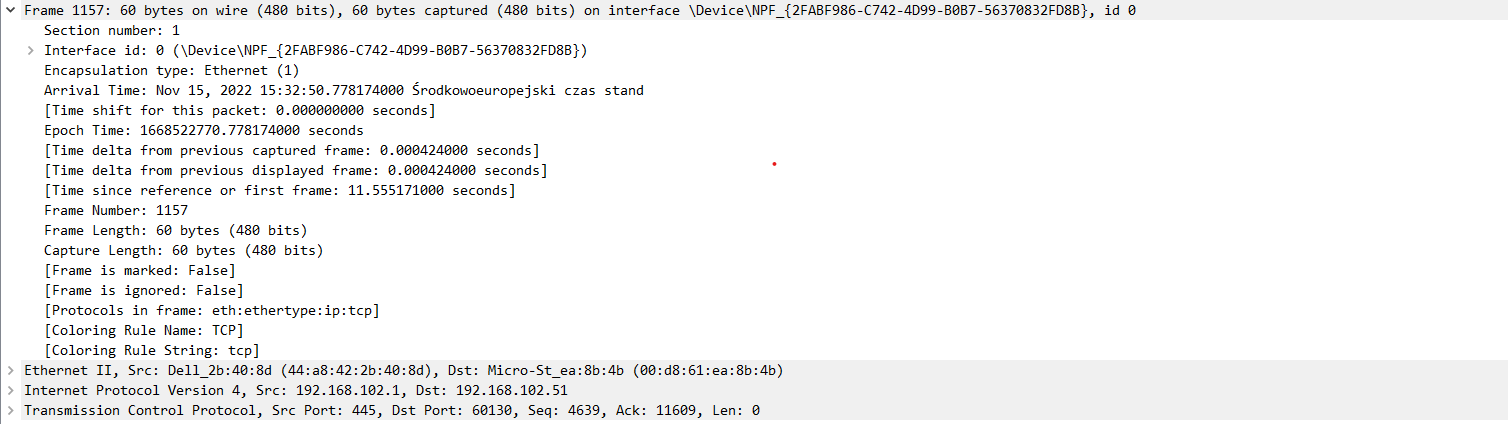 Frame 1157: 60 bytes on wire (480 bits), 60 bytes captured (480 bits) on interface \Device\NPF_{2FABF986-C742-4D99-B0B7-56370832FD8B}, id 0
Section number: 1
Interface id: 0 (\Device\NPF_{2FABF986-C742-4D99-B0B7-56370832FD8B})
Encapsulation type: Ethernet (1)
Arrival Time: Nov 15, 2022 15:32:50.778174000 Środkowoeuropejski czas stand
[Time shift for this packet: 0.000000000 seconds]
Epoch Time: 1668522770.778174000 seconds
[Time delta from previous captured frame: 0.000424000 seconds]
[Time delta from previous displayed frame: 0.000424000 seconds]
[Time since reference or first frame: 11.555171000 seconds]
Frame Number: 1157
Frame Length: 60 bytes (480 bits)
Capture Length: 60 bytes (480 bits)
[Frame is marked: False]
[Frame is ignored: False]
[Protocols in frame: eth:ethertype:ip:tcp]
[Coloring Rule Name: TCP]
[Coloring Rule String: tcp]
Ethernet II, Src: Dell_2b:40:8d (44:a8:42:2b:40:8d), Dst: Micro-St_ea:8b:4b (00:d8:61:ea:8b:4b)
Internet Protocol Version 4, Src: 192.168.102.1, Dst: 192.168.102.51
Transmission Control Protocol, Src Port: 445, Dst Port: 60130, Seq: 4639, Ack: 11609, Len: 0